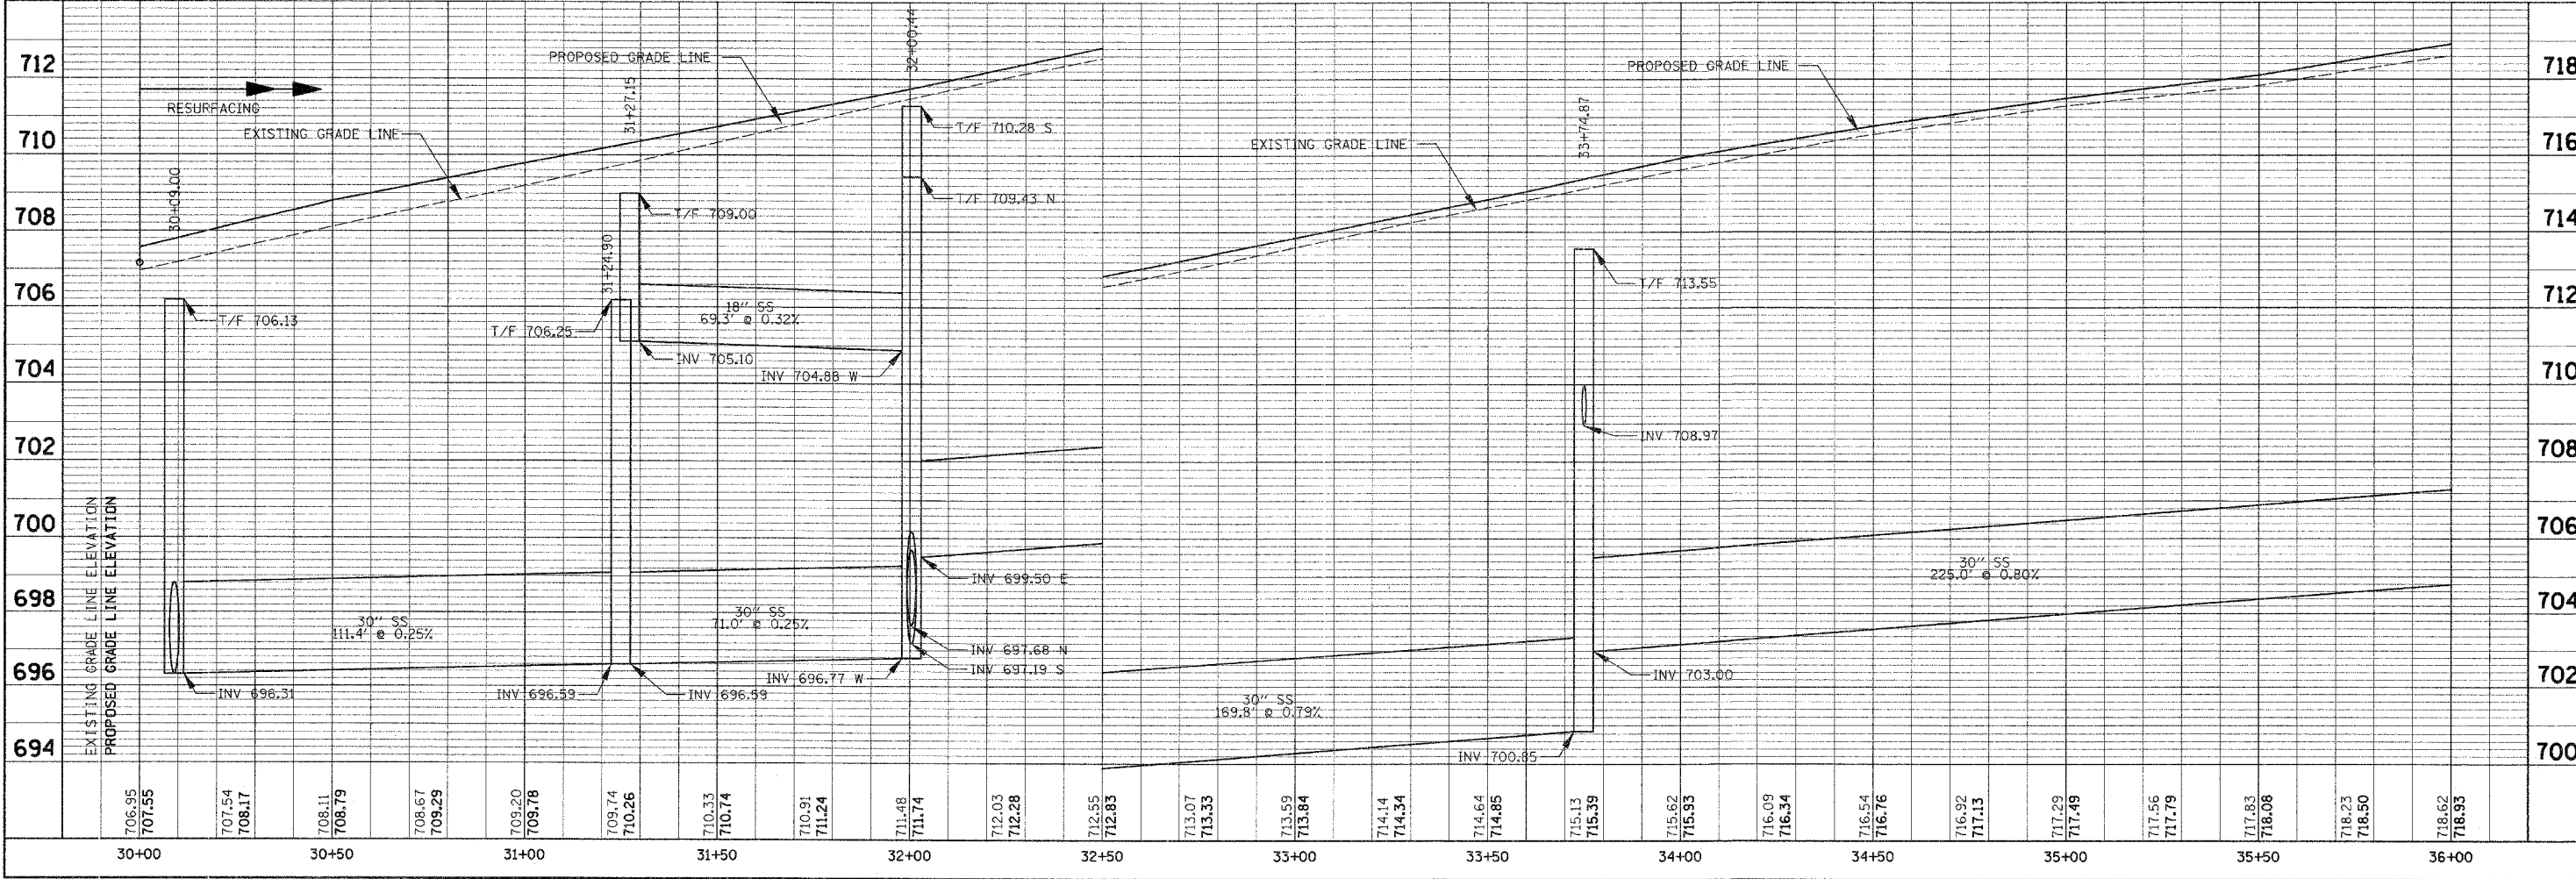 712
710
708
706
704
702
700
698
696
694
718
716
714
712
710
708
706
704
702
700
RESURFACING
EXISTING GRADE LINE
PROPOSED GRADE LINE
30+09.00
T/F 706.13
INV 696.31
30" SS
111.4' @ 0.25%
31+24.90
31+27.15
T/F 706.25
T/F 709.00
18" SS
69.3' @ 0.32%
INV 705.10
INV 704.88 W
INV 696.59
INV 696.59
30" SS
71.0' @ 0.25%
INV 696.77 W
32+00.44
T/F 710.28 S
T/F 709.43 N
INV 699.50 E
INV 697.68 N
INV 697.19 S
EXISTING GRADE LINE
PROPOSED GRADE LINE
30" SS
169.8' @ 0.79%
33+74.87
T/F 713.55
INV 708.97
INV 703.00
INV 700.85
30" SS
225.0' @ 0.80%
EXISTING GRADE LINE ELEVATION
PROPOSED GRADE LINE ELEVATION
706.95
707.55
707.54
708.17
708.11
708.79
708.67
709.29
709.20
709.78
709.74
710.26
710.33
710.74
710.91
711.24
711.48
711.74
712.03
712.28
712.55
712.83
713.07
713.33
713.59
713.84
714.14
714.34
714.64
714.85
715.13
715.39
715.62
715.93
716.09
716.34
716.54
716.76
716.92
717.13
717.29
717.49
717.56
717.79
717.83
718.08
718.23
718.50
718.62
718.93
30+00
30+50
31+00
31+50
32+00
32+50
33+00
33+50
34+00
34+50
35+00
35+50
36+00